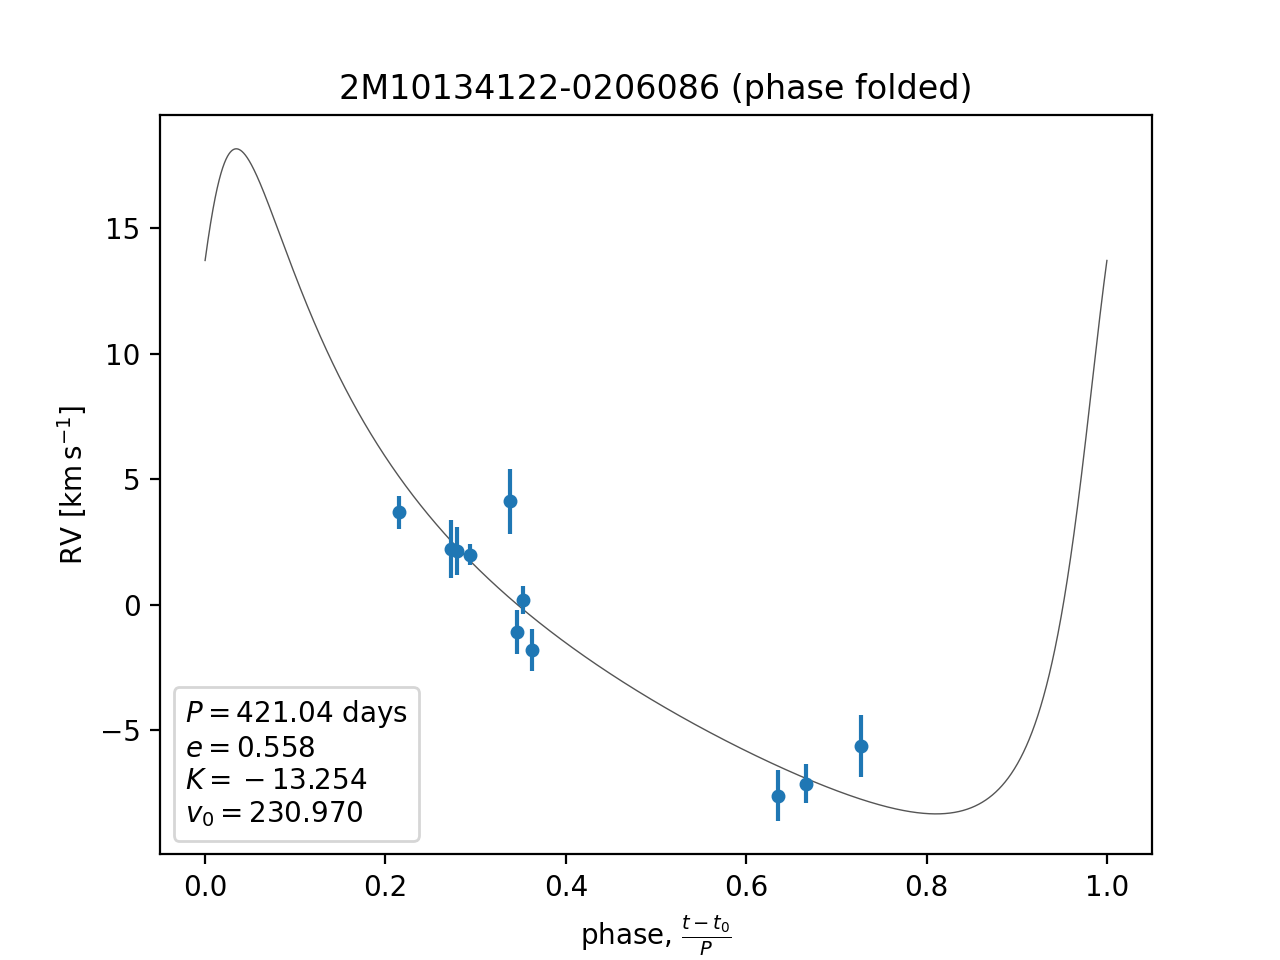 2M10134122-0206086 (phase folded)
15
10
5
0
−5
RV [km s⁻¹]
P = 421.04 days
e = 0.558
K = −13.254
v₀ = 230.970
0.0 0.2 0.4 0.6 0.8 1.0
phase, (t − t₀)/P